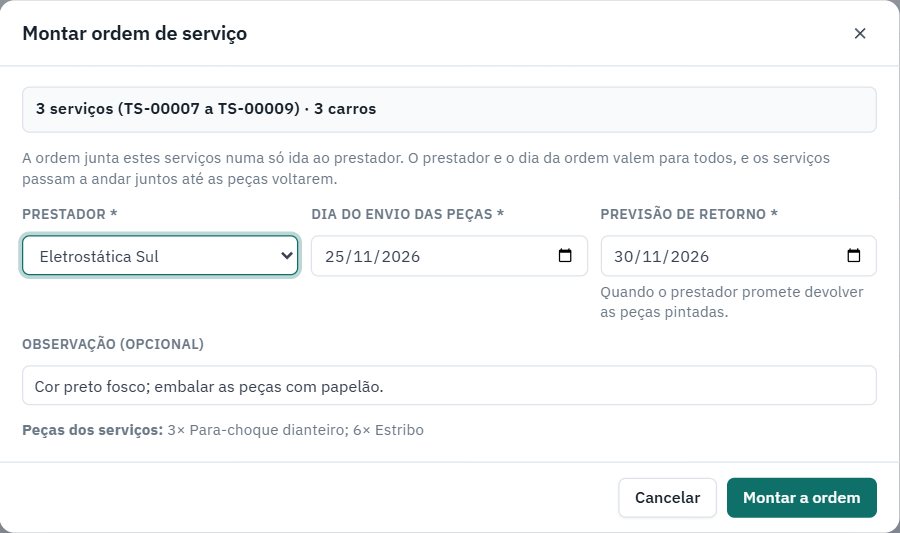 Montar ordem de serviço
3 serviços (TS-00007 a TS-00009) · 3 carros
A ordem junta estes serviços numa só ida ao prestador. O prestador e o dia da ordem valem para todos, e os serviços
passam a andar juntos até as peças voltarem.
PRESTADOR * DIA DO ENVIO DAS PEÇAS * PREVISÃO DE RETORNO *
Eletrostática Sul 25/11/2026 30/11/2026
Quando o prestador promete devolver
as peças pintadas.
OBSERVAÇÃO (OPCIONAL)
Cor preto fosco; embalar as peças com papelão.
Peças dos serviços: 3× Para-choque dianteiro; 6× Estribo
Cancelar Montar a ordem